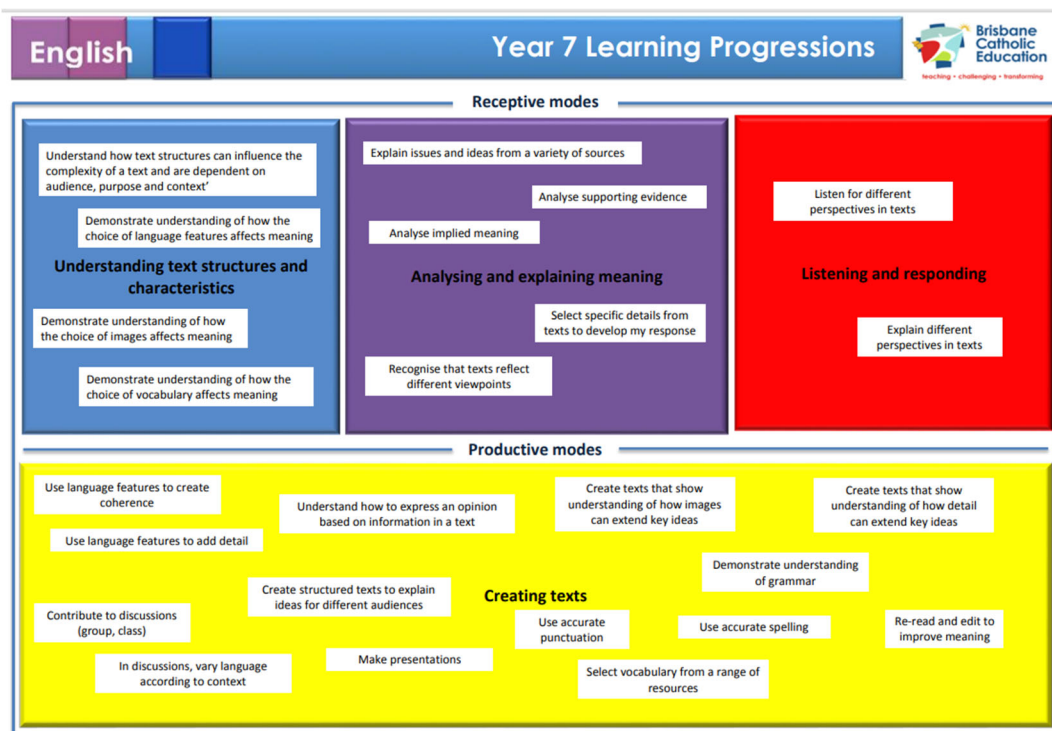 English
Year 7 Learning Progressions
Brisbane
Catholic
Education
teaching • challenging • transforming
Receptive modes
Understand how text structures can influence the
complexity of a text and are dependent on
audience, purpose and context’
Demonstrate understanding of how the
choice of language features affects meaning
Understanding text structures and
characteristics
Demonstrate understanding of how
the choice of images affects meaning
Demonstrate understanding of how the
choice of vocabulary affects meaning
Explain issues and ideas from a variety of sources
Analyse supporting evidence
Analyse implied meaning
Analysing and explaining meaning
Select specific details from
texts to develop my response
Recognise that texts reflect
different viewpoints
Listen for different
perspectives in texts
Listening and responding
Explain different
perspectives in texts
Productive modes
Use language features to create
coherence
Understand how to express an opinion
based on information in a text
Create texts that show
understanding of how images
can extend key ideas
Create texts that show
understanding of how detail
can extend key ideas
Use language features to add detail
Demonstrate understanding
of grammar
Create structured texts to explain
ideas for different audiences
Creating texts
Contribute to discussions
(group, class)
Use accurate
punctuation
Use accurate spelling
Re-read and edit to
improve meaning
In discussions, vary language
according to context
Make presentations
Select vocabulary from a range of
resources